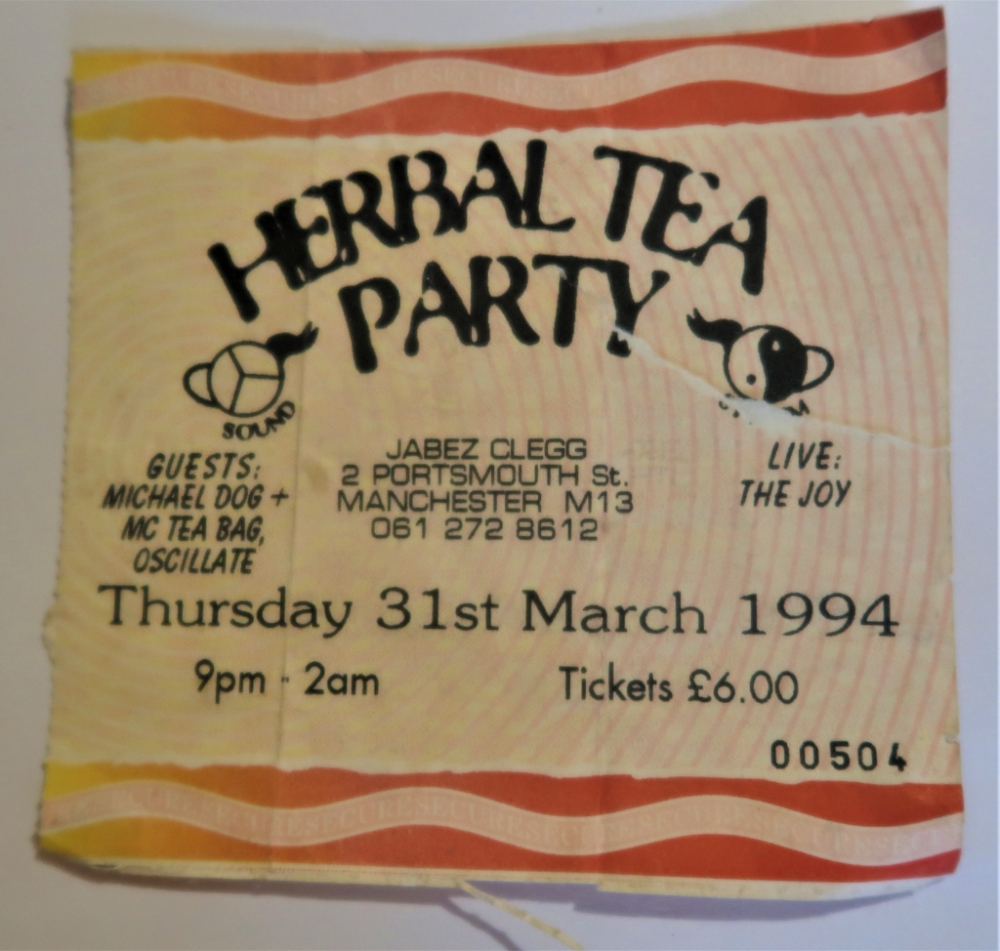 HERBAL TEA
PARTY
SOUND
GUESTS:
MICHAEL DOG +
MC TEA BAG,
OSCILLATE
JABEZ CLEGG
2 PORTSMOUTH St.
MANCHESTER M13
061 272 8612
LIVE:
THE JOY
Thursday 31st March 1994
9pm - 2am
Tickets £6.00
00504